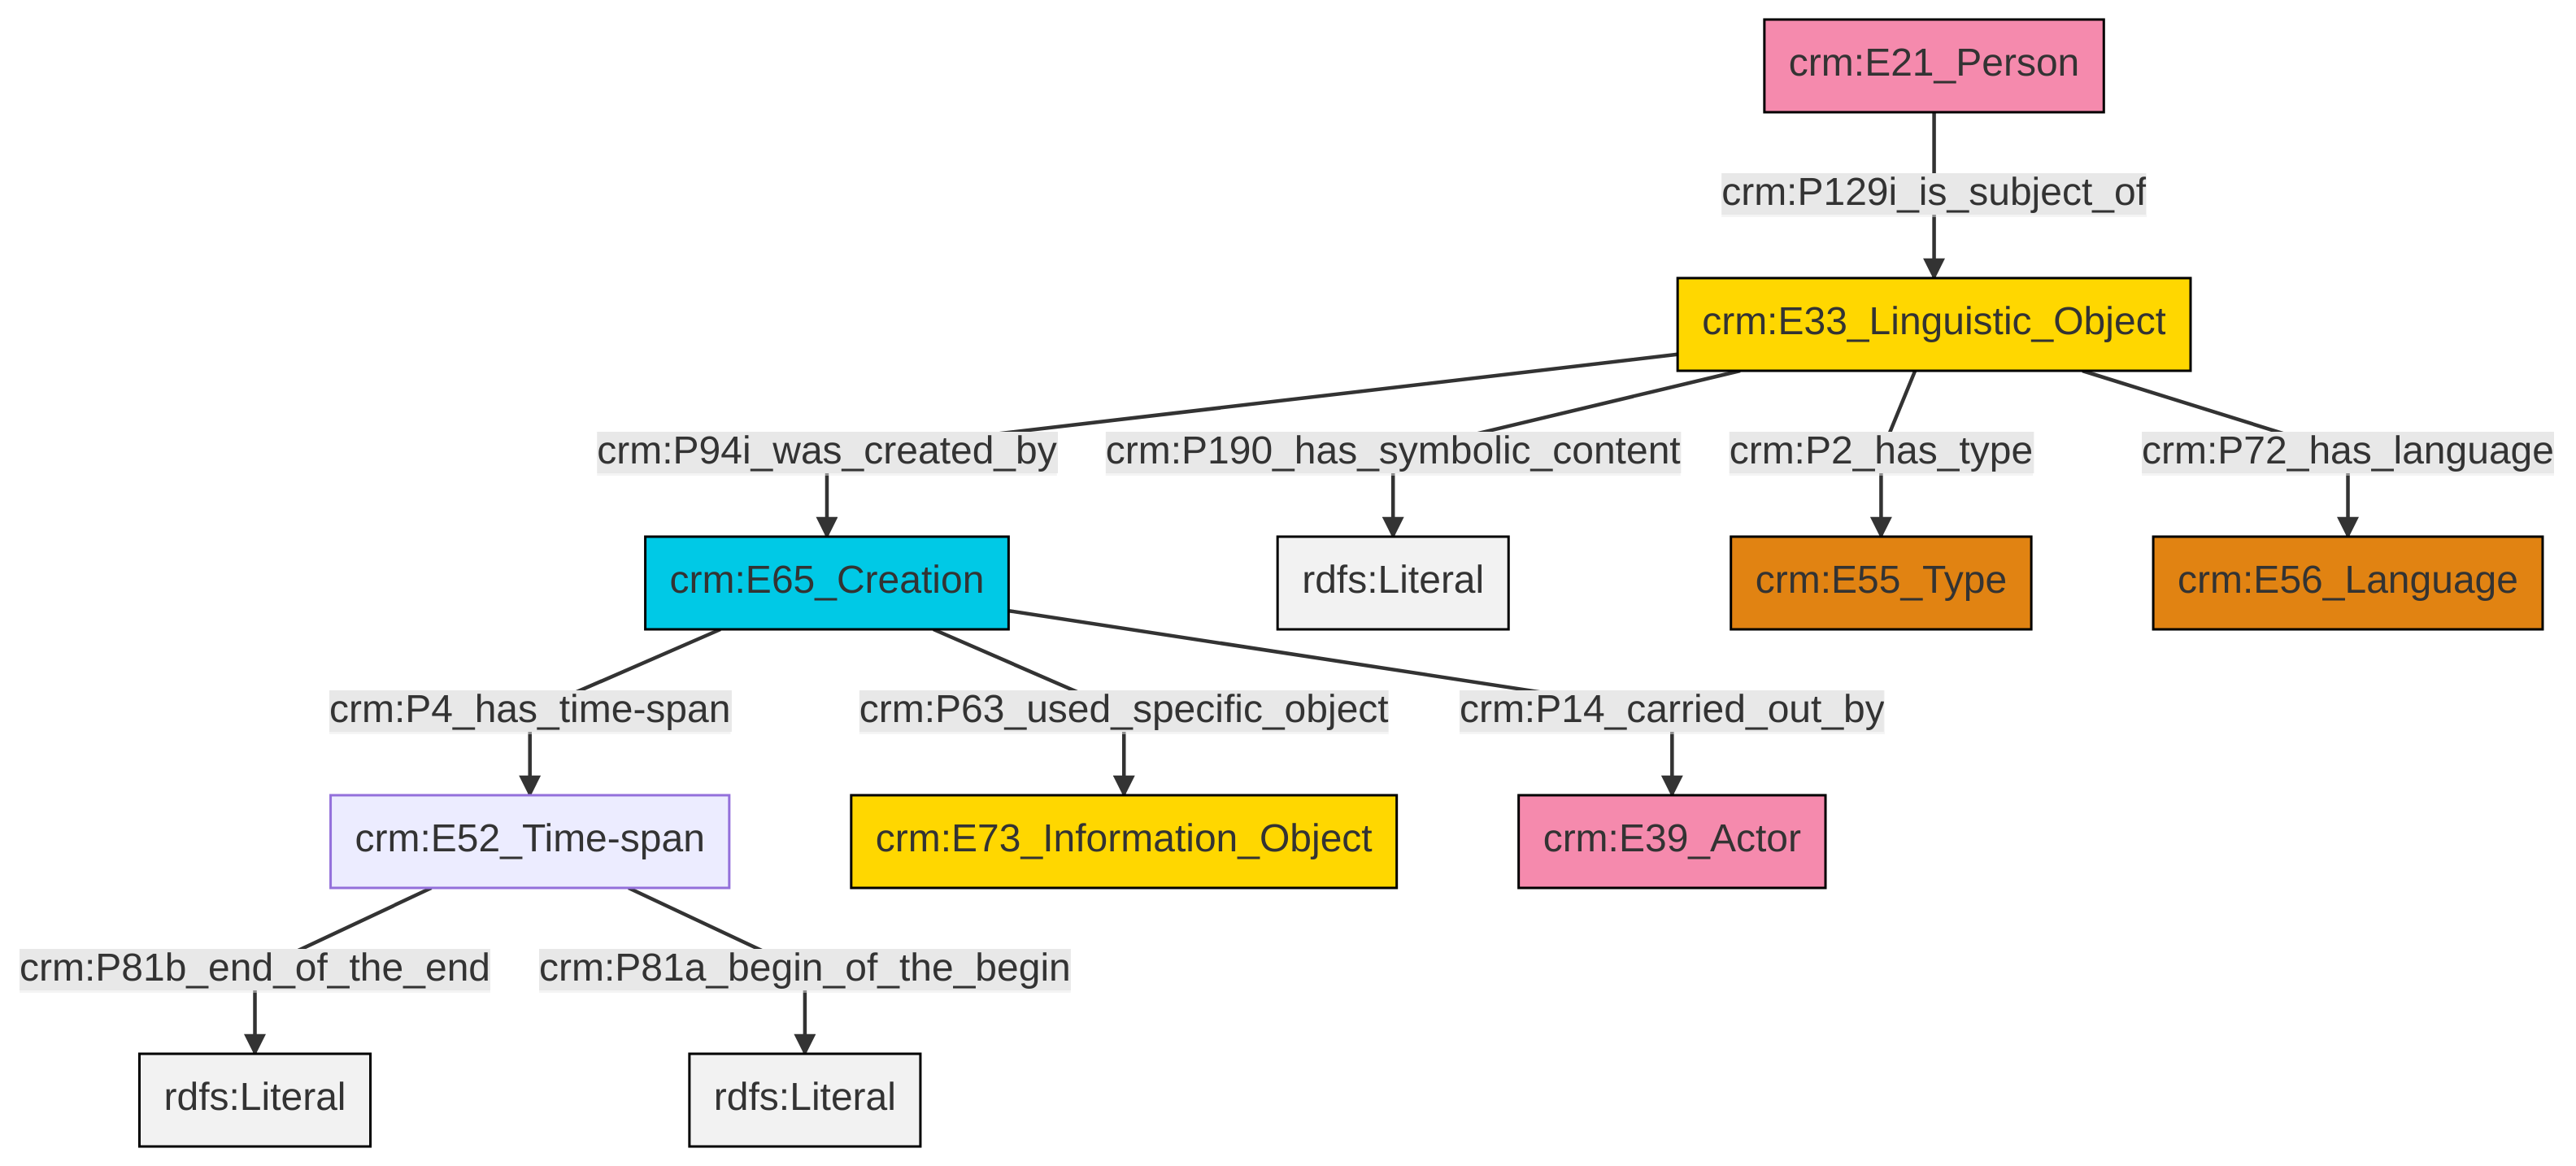 crm:E21_Person
crm:P129i_is_subject_of
crm:E33_Linguistic_Object
crm:P94i_was_created_by
crm:P190_has_symbolic_content
crm:P2_has_type
crm:P72_has_language
crm:E65_Creation
rdfs:Literal
crm:E55_Type
crm:E56_Language
crm:P4_has_time-span
crm:P63_used_specific_object
crm:P14_carried_out_by
crm:E52_Time-span
crm:E73_Information_Object
crm:E39_Actor
crm:P81b_end_of_the_end
crm:P81a_begin_of_the_begin
rdfs:Literal
rdfs:Literal